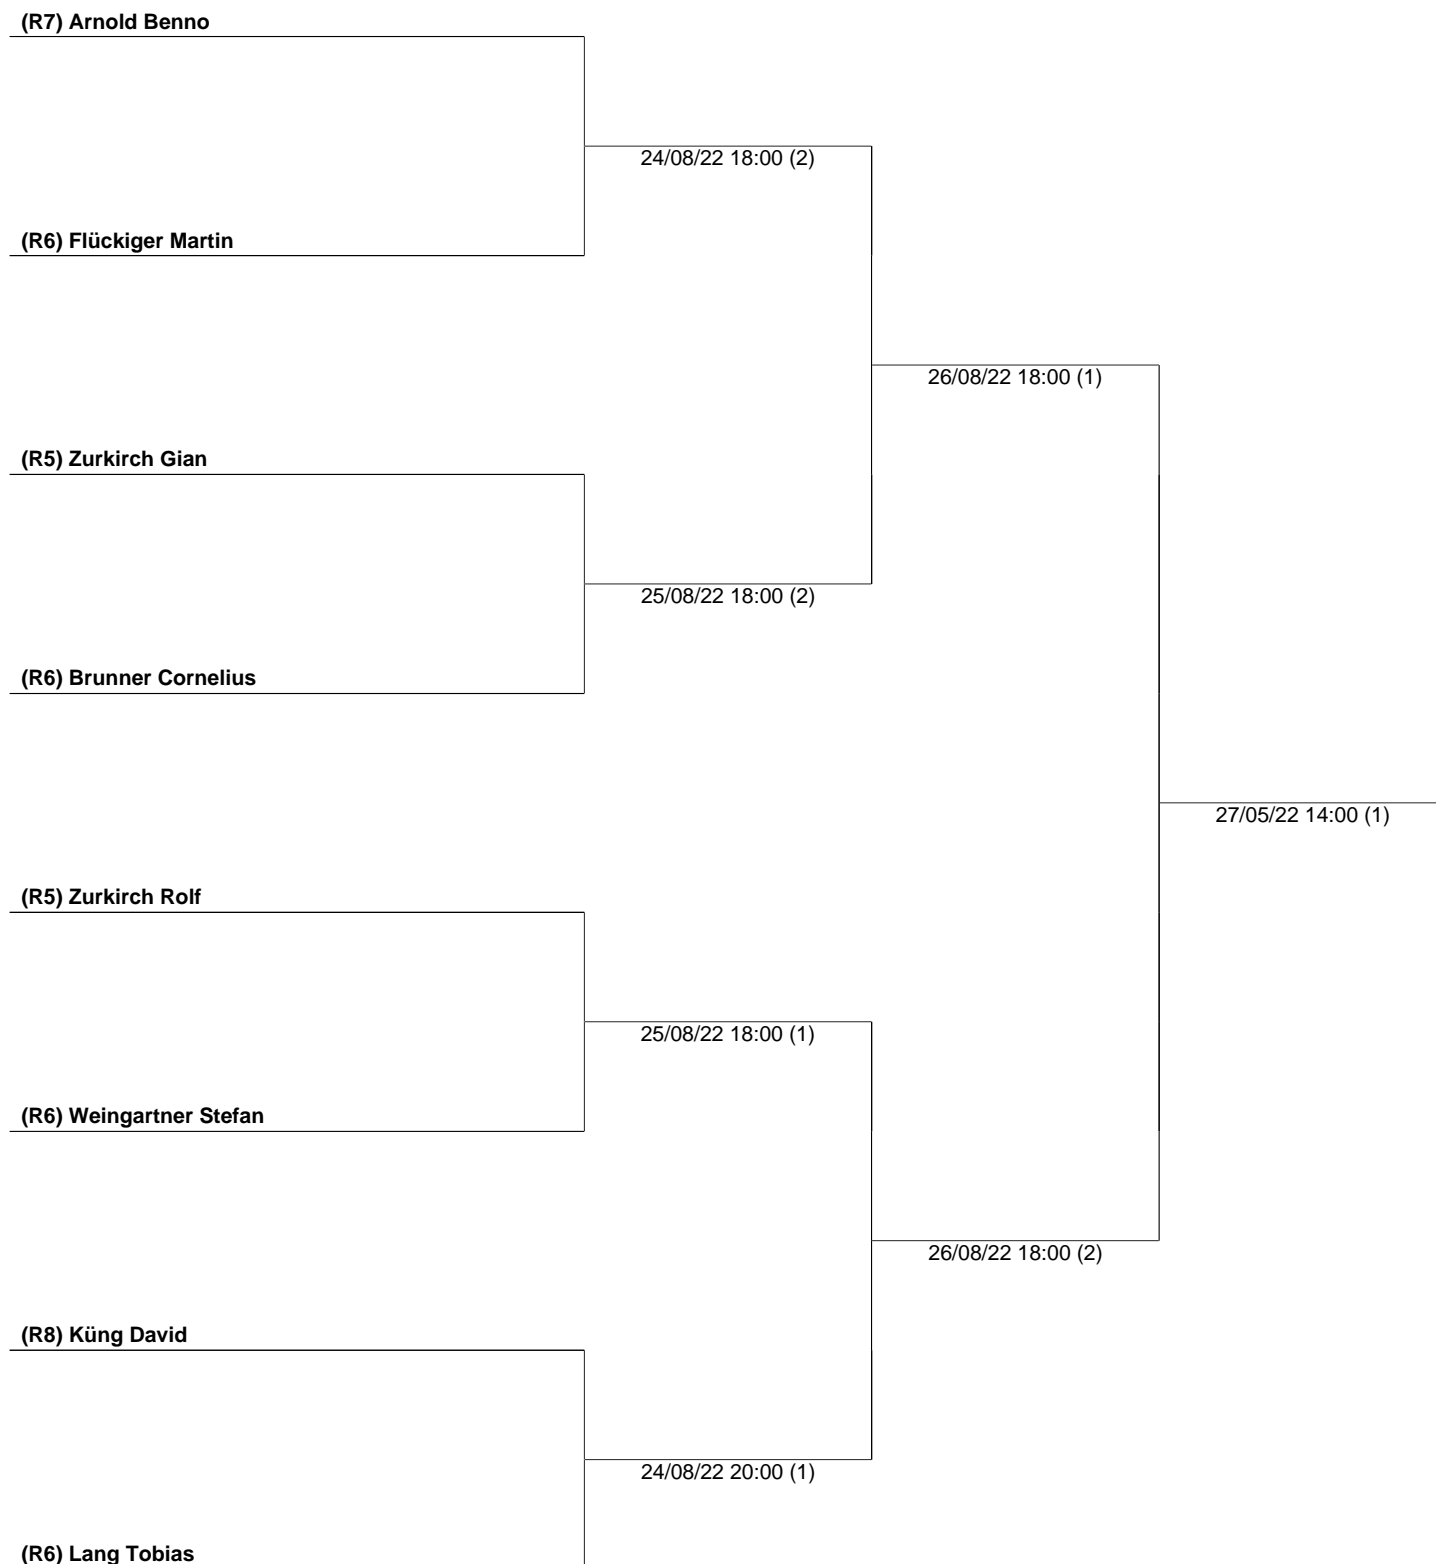 (R7) Arnold Benno
24/08/22 18:00 (2)
(R6) Flückiger Martin
26/08/22 18:00 (1)
(R5) Zurkirch Gian
25/08/22 18:00 (2)
(R6) Brunner Cornelius
27/05/22 14:00 (1)
(R5) Zurkirch Rolf
25/08/22 18:00 (1)
(R6) Weingartner Stefan
26/08/22 18:00 (2)
(R8) Küng David
24/08/22 20:00 (1)
(R6) Lang Tobias